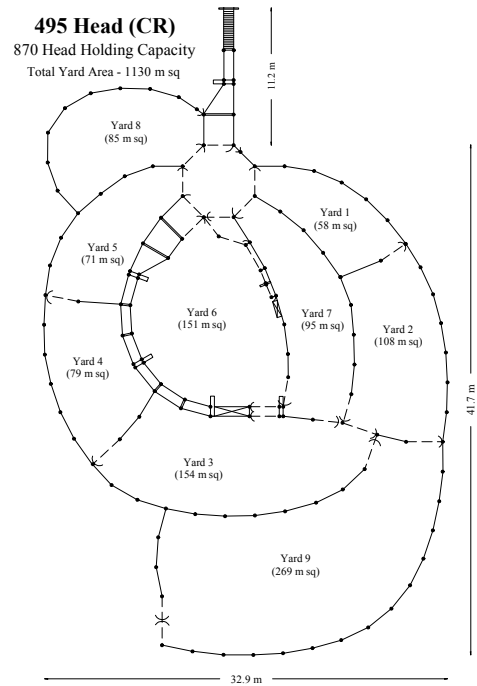 495 Head (CR)
870 Head Holding Capacity
Total Yard Area - 1130 m sq
11.2 m
Yard 8
(85 m sq)
Yard 1
(58 m sq)
Yard 5
(71 m sq)
Yard 6
(151 m sq)
Yard 7
(95 m sq)
Yard 2
(108 m sq)
Yard 4
(79 m sq)
41.7 m
Yard 3
(154 m sq)
Yard 9
(269 m sq)
32.9 m